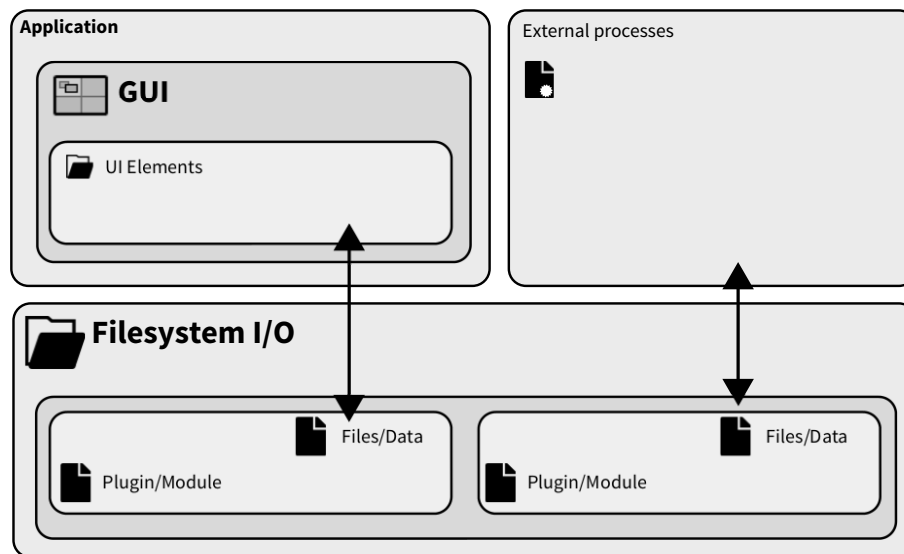 Application
External processes
GUI
UI Elements
Filesystem I/O
Files/Data
Files/Data
Plugin/Module
Plugin/Module